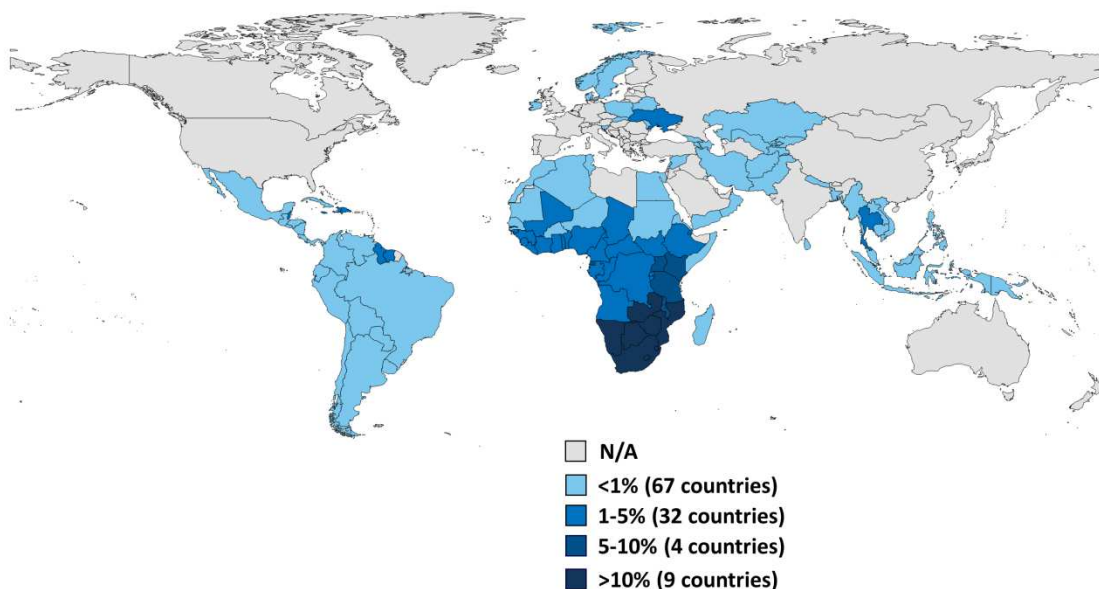 N/A
<1% (67 countries)
1-5% (32 countries)
5-10% (4 countries)
>10% (9 countries)